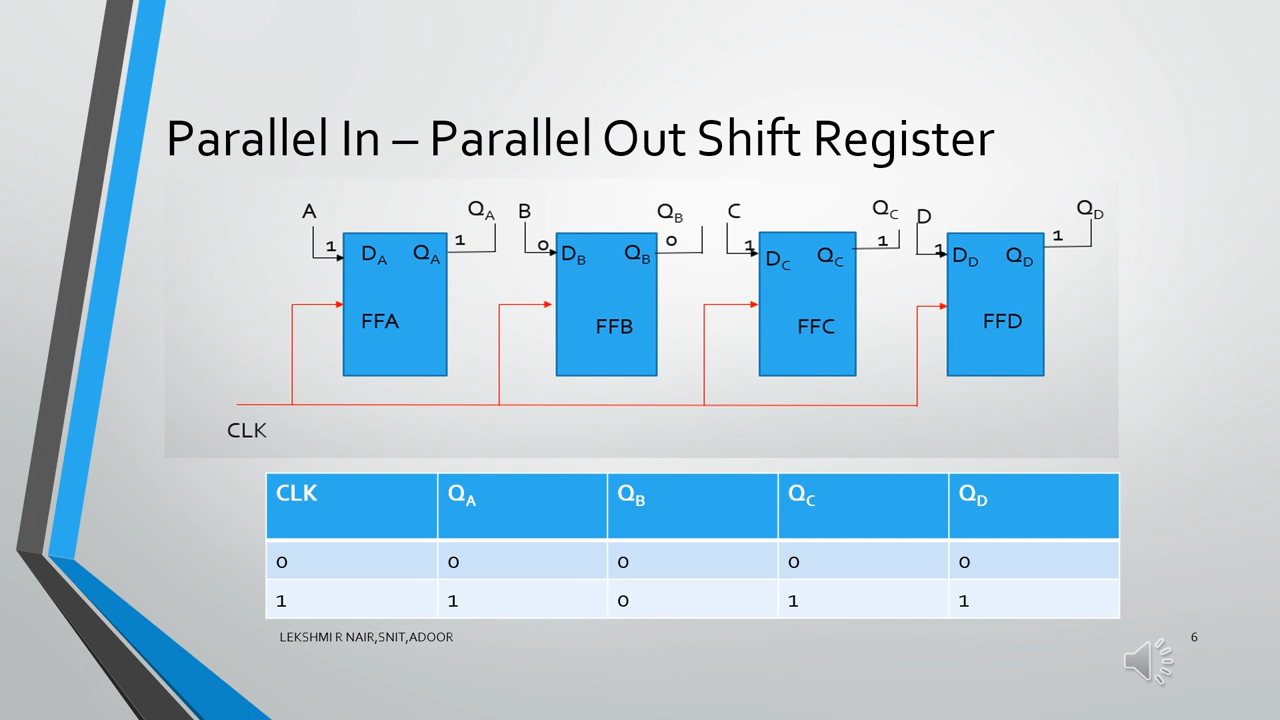 Parallel In – Parallel Out Shift Register
A QA B QB C QC D QD
1 DA QA 1 0 DB QB 0 1 DC QC 1 1 DD QD 1
FFA FFB FFC FFD
CLK
CLK QA QB QC QD
0 0 0 0 0
1 1 0 1 1
LEKSHMI R NAIR,SNIT,ADOOR 6